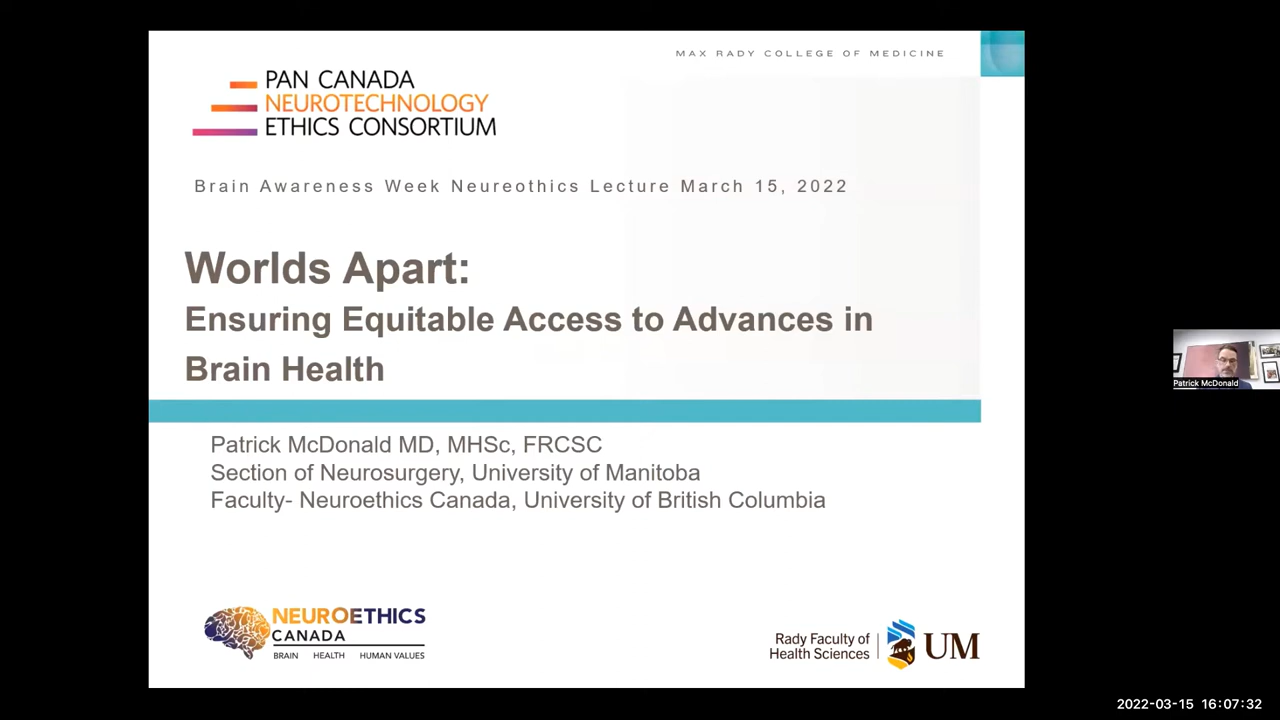 MAX RADY COLLEGE OF MEDICINE
PAN CANADA
NEUROTECHNOLOGY
ETHICS CONSORTIUM
Brain Awareness Week Neureothics Lecture March 15, 2022
Worlds Apart:
Ensuring Equitable Access to Advances in
Brain Health
Patrick McDonald MD, MHSc, FRCSC
Section of Neurosurgery, University of Manitoba
Faculty- Neuroethics Canada, University of British Columbia
Patrick McDonald
NEUROETHICS
CANADA
BRAIN HEALTH HUMAN VALUES
Rady Faculty of
Health Sciences
UM
2022-03-15 16:07:32